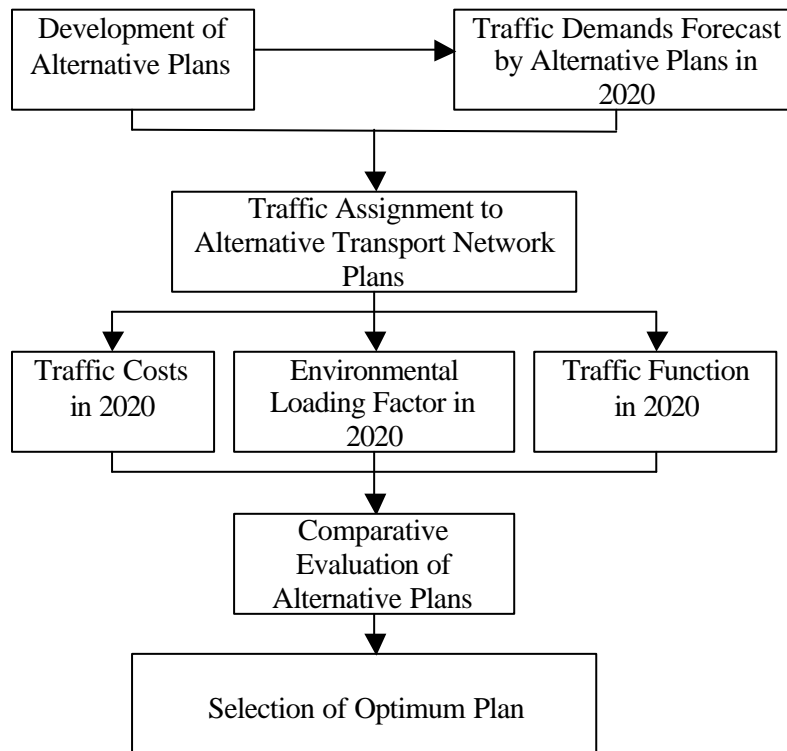 Development of
Alternative Plans
Traffic Demands Forecast
by Alternative Plans in
2020
Traffic Assignment to
Alternative Transport Network
Plans
Traffic Costs
in 2020
Environmental
Loading Factor in
2020
Traffic Function
in 2020
Comparative
Evaluation of
Alternative Plans
Selection of Optimum Plan